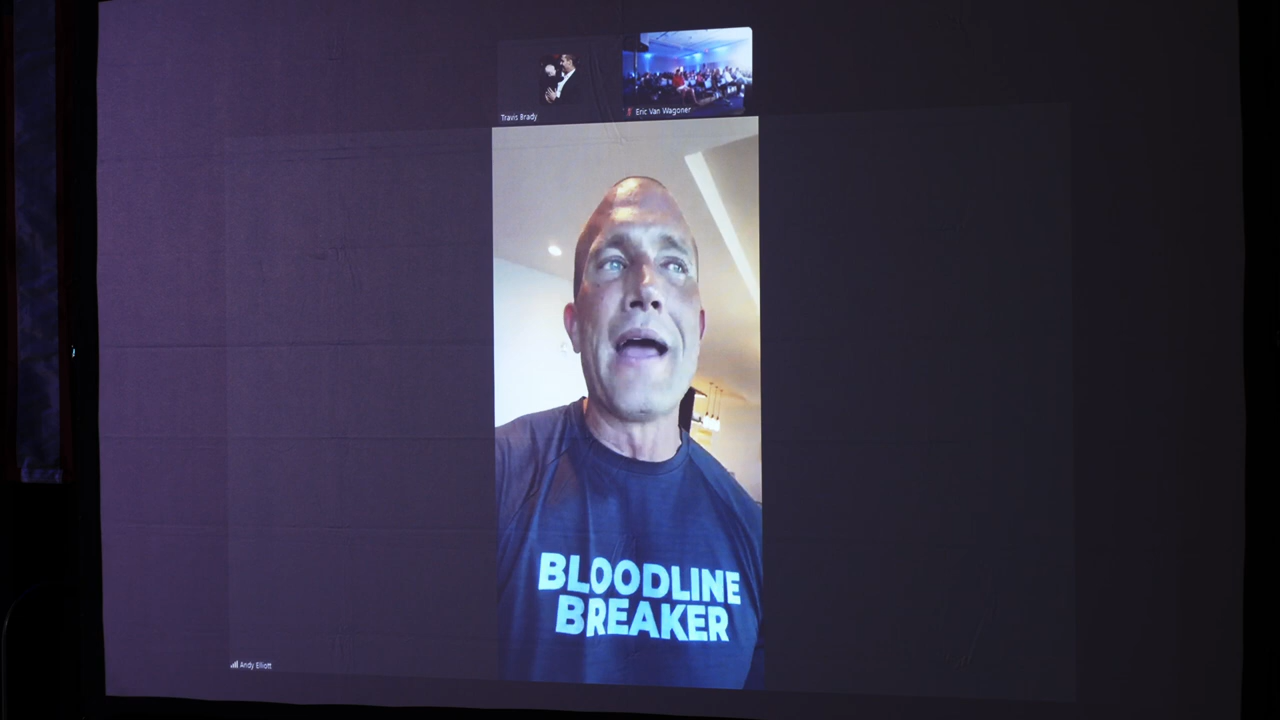 Travis Brady
Eric Van Wagoner
BLOODLINE
BREAKER
Andy Elliott